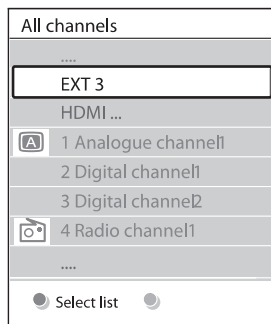 All channels
....
EXT 3
HDMI ...
A 1 Analogue channel1
2 Digital channel1
3 Digital channel2
4 Radio channel1
....
Select list